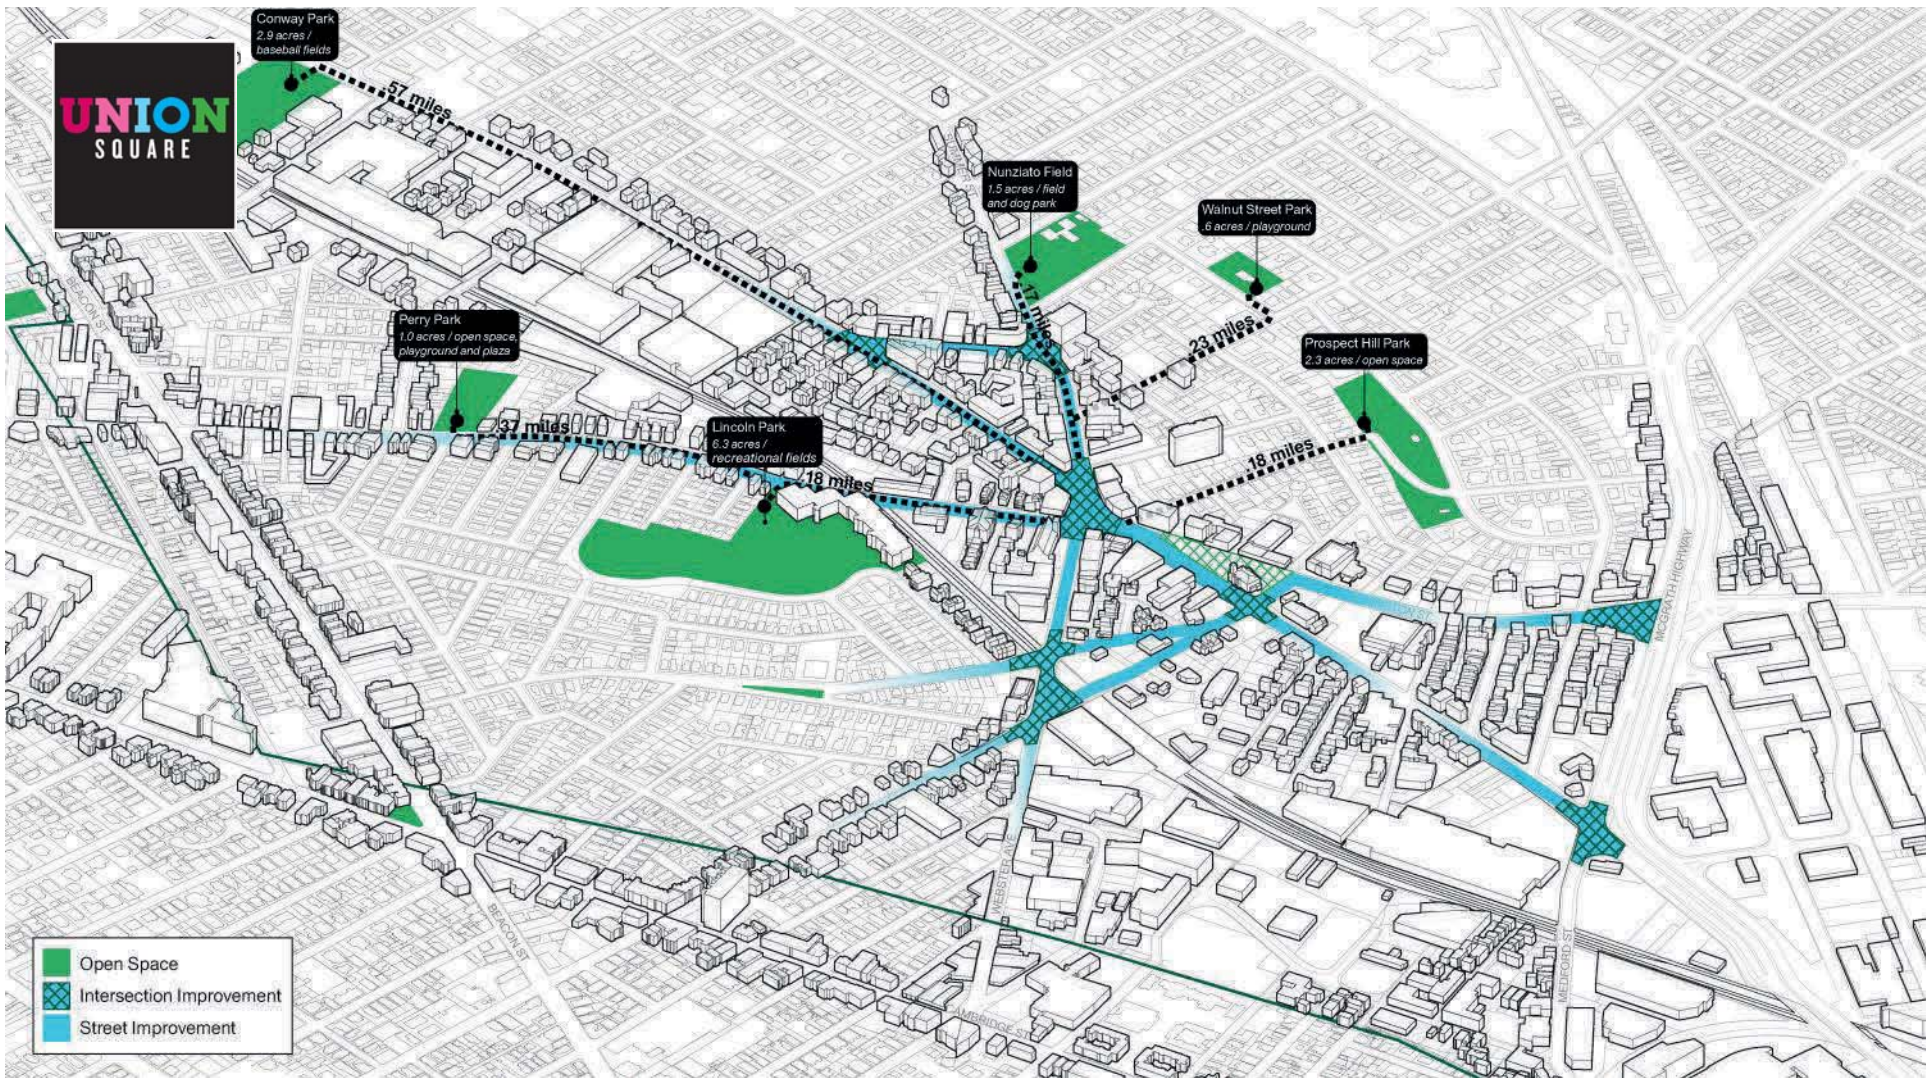 Conway Park
2.9 acres /
baseball fields
UNION
SQUARE
.57 miles
Nunziato Field
1.5 acres / field
and dog park
Walnut Street Park
.6 acres / playground
BEACON ST
.17 miles
Perry Park
1.0 acres / open space,
playground and plaza
.23 miles
Prospect Hill Park
2.3 acres / open space
.37 miles
Lincoln Park
6.3 acres /
recreational fields
.18 miles
.18 miles
MCGRATH HIGHWAY
WEBSTER AVE
BEACON ST
MEDFORD ST
CAMBRIDGE ST
Open Space
Intersection Improvement
Street Improvement